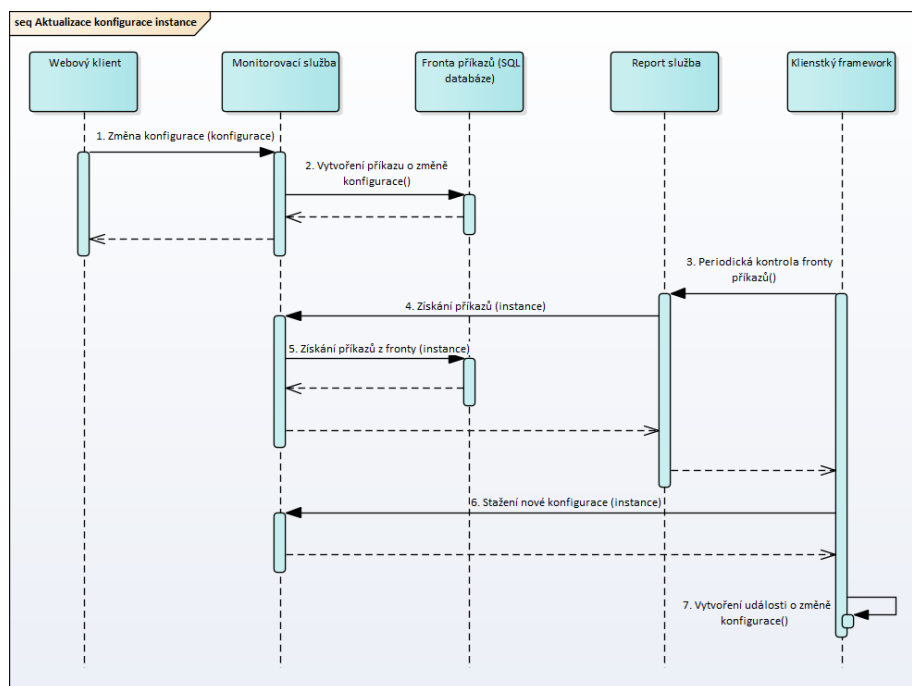 seq Aktualizace konfigurace instance
Webový klient
Monitorovací služba
Fronta příkazů (SQL
databáze)
Report služba
Klienstký framework
1. Změna konfigurace (konfigurace)
2. Vytvoření příkazu o změně
konfigurace()
3. Periodická kontrola fronty
příkazů()
4. Získání příkazů (instance)
5. Získání příkazů z fronty (instance)
6. Stažení nové konfigurace (instance)
7. Vytvoření události o změně
konfigurace()